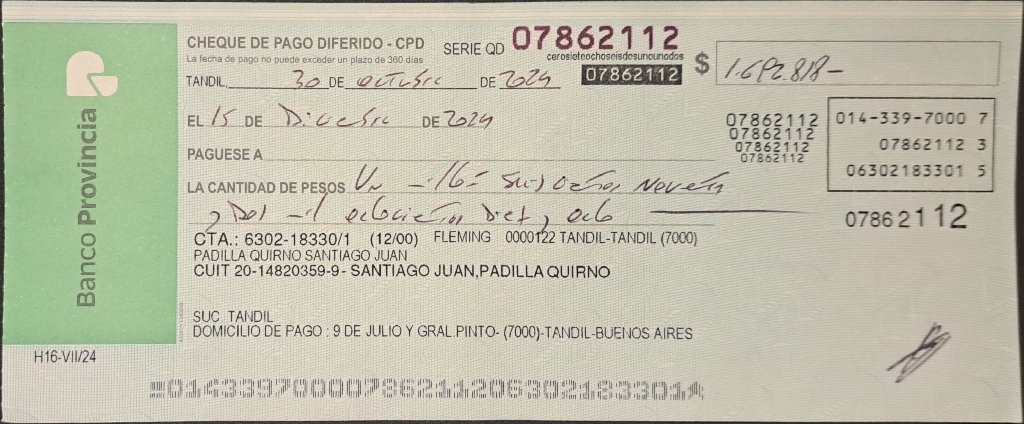 Banco Provincia
CHEQUE DE PAGO DIFERIDO - CPD SERIE QD 07862112
La fecha de pago no puede exceder un plazo de 360 días
cerosieteochoseisdosunounodos
07862112
$ 1.692.818-
TANDIL, 30 DE octubre DE 2024
EL 15 DE Diciembre DE 2024
PAGUESE A
07862112
07862112
07862112
07862112
014-339-7000 7
07862112 3
06302183301 5
LA CANTIDAD DE PESOS Un Noventa
y Dos mil ochocientos Diez y ocho
07862112
CTA.: 6302-18330/1 (12/00) FLEMING 0000122 TANDIL-TANDIL (7000)
PADILLA QUIRNO SANTIAGO JUAN
CUIT 20-14820359-9- SANTIAGO JUAN,PADILLA QUIRNO
SUC TANDIL
DOMICILIO DE PAGO : 9 DE JULIO Y GRAL.PINTO- (7000)-TANDIL-BUENOS AIRES
H16-VII/24
01433970000786211206302183301